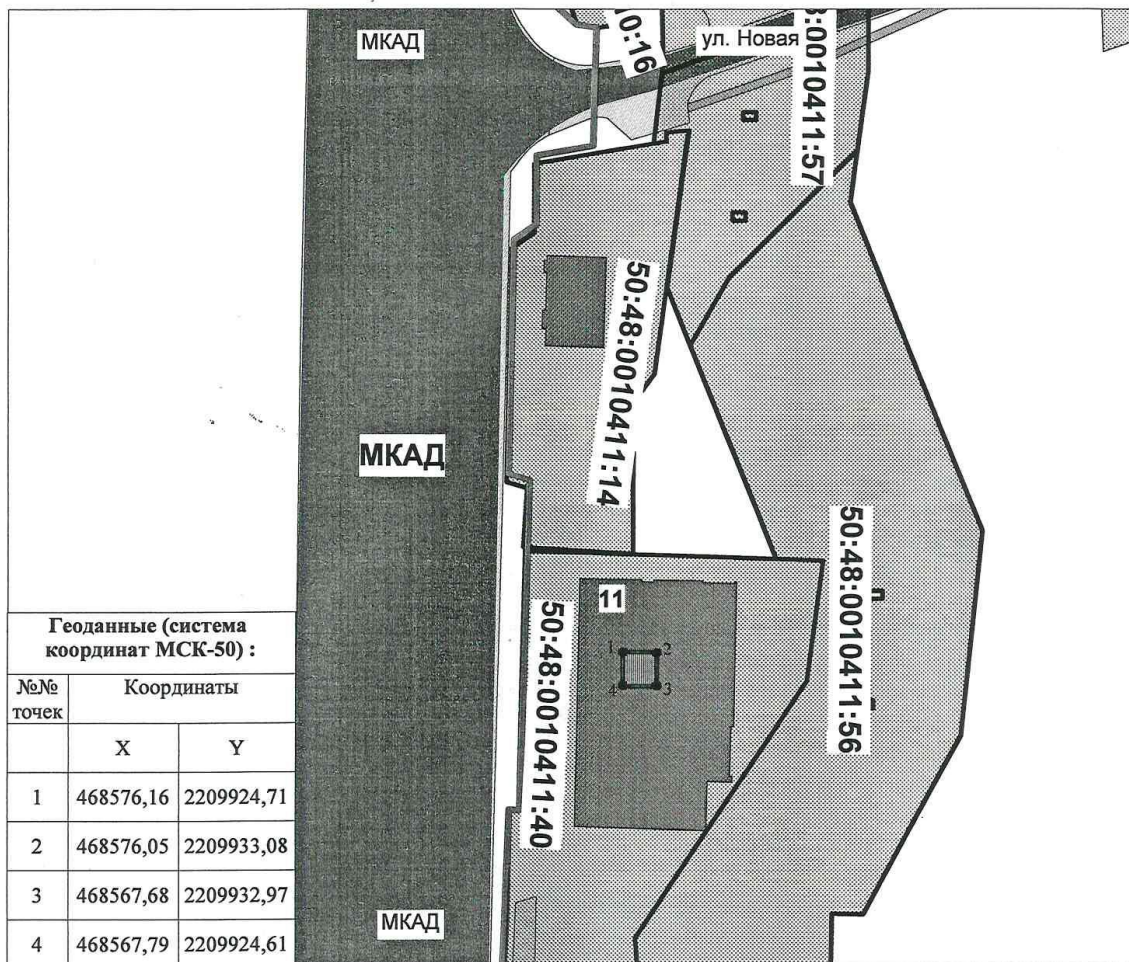 МКАД
10:16
ул. Новая
8:0010411:57
50:48:0010411:14
МКАД
50:48:0010411:56
11
1 2
4 3
50:48:0010411:40
МКАД
Геоданные (система
координат МСК-50) :
№№ Координаты
точек
X Y
1 468576,16 2209924,71
2 468576,05 2209933,08
3 468567,68 2209932,97
4 468567,79 2209924,61